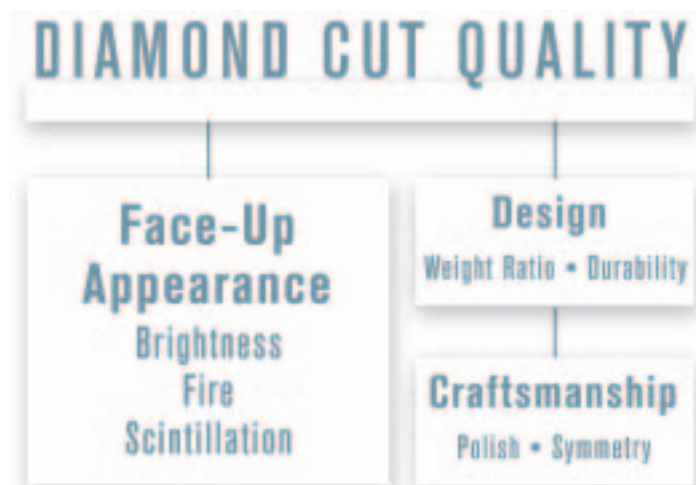 DIAMOND CUT QUALITY
Face-Up
Appearance
Brightness
Fire
Scintillation
Design
Weight Ratio • Durability
Craftsmanship
Polish • Symmetry